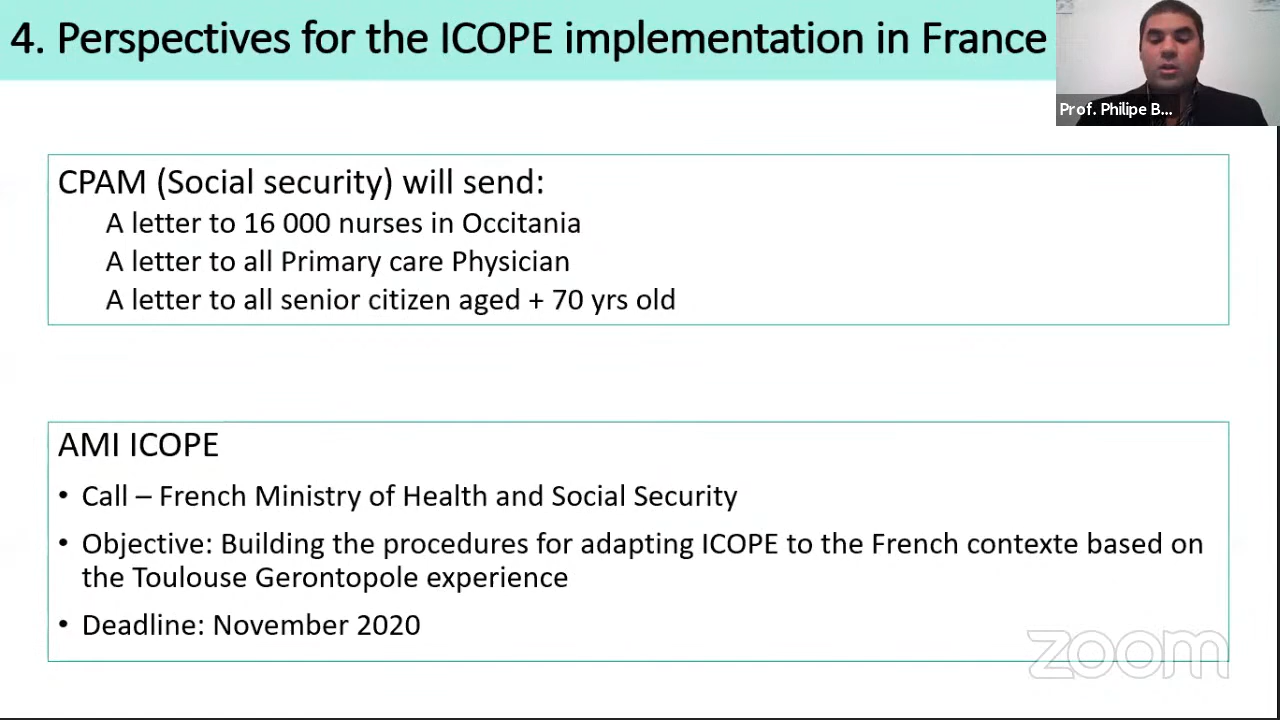 4. Perspectives for the ICOPE implementation in France
Prof. Philipe B...
CPAM (Social security) will send:
A letter to 16 000 nurses in Occitania
A letter to all Primary care Physician
A letter to all senior citizen aged + 70 yrs old
AMI ICOPE
• Call – French Ministry of Health and Social Security
• Objective: Building the procedures for adapting ICOPE to the French contexte based on
the Toulouse Gerontopole experience
• Deadline: November 2020
zoom